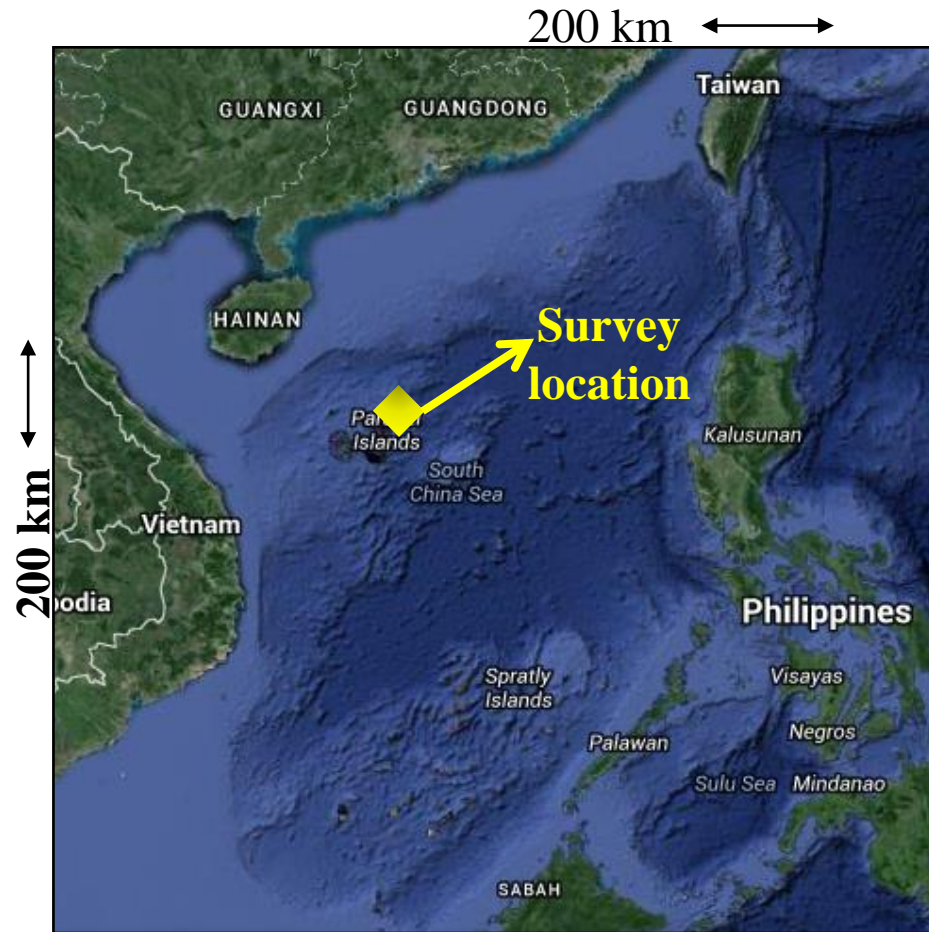 200 km
Taiwan
GUANGXI
GUANGDONG
HAINAN
Survey
location
Islands
Kalusunan
South
China Sea
200 km
Vietnam
bodia
Philippines
Spratly
Islands
Visayas
Negros
Palawan
Sulu Sea
Mindanao
SABAH